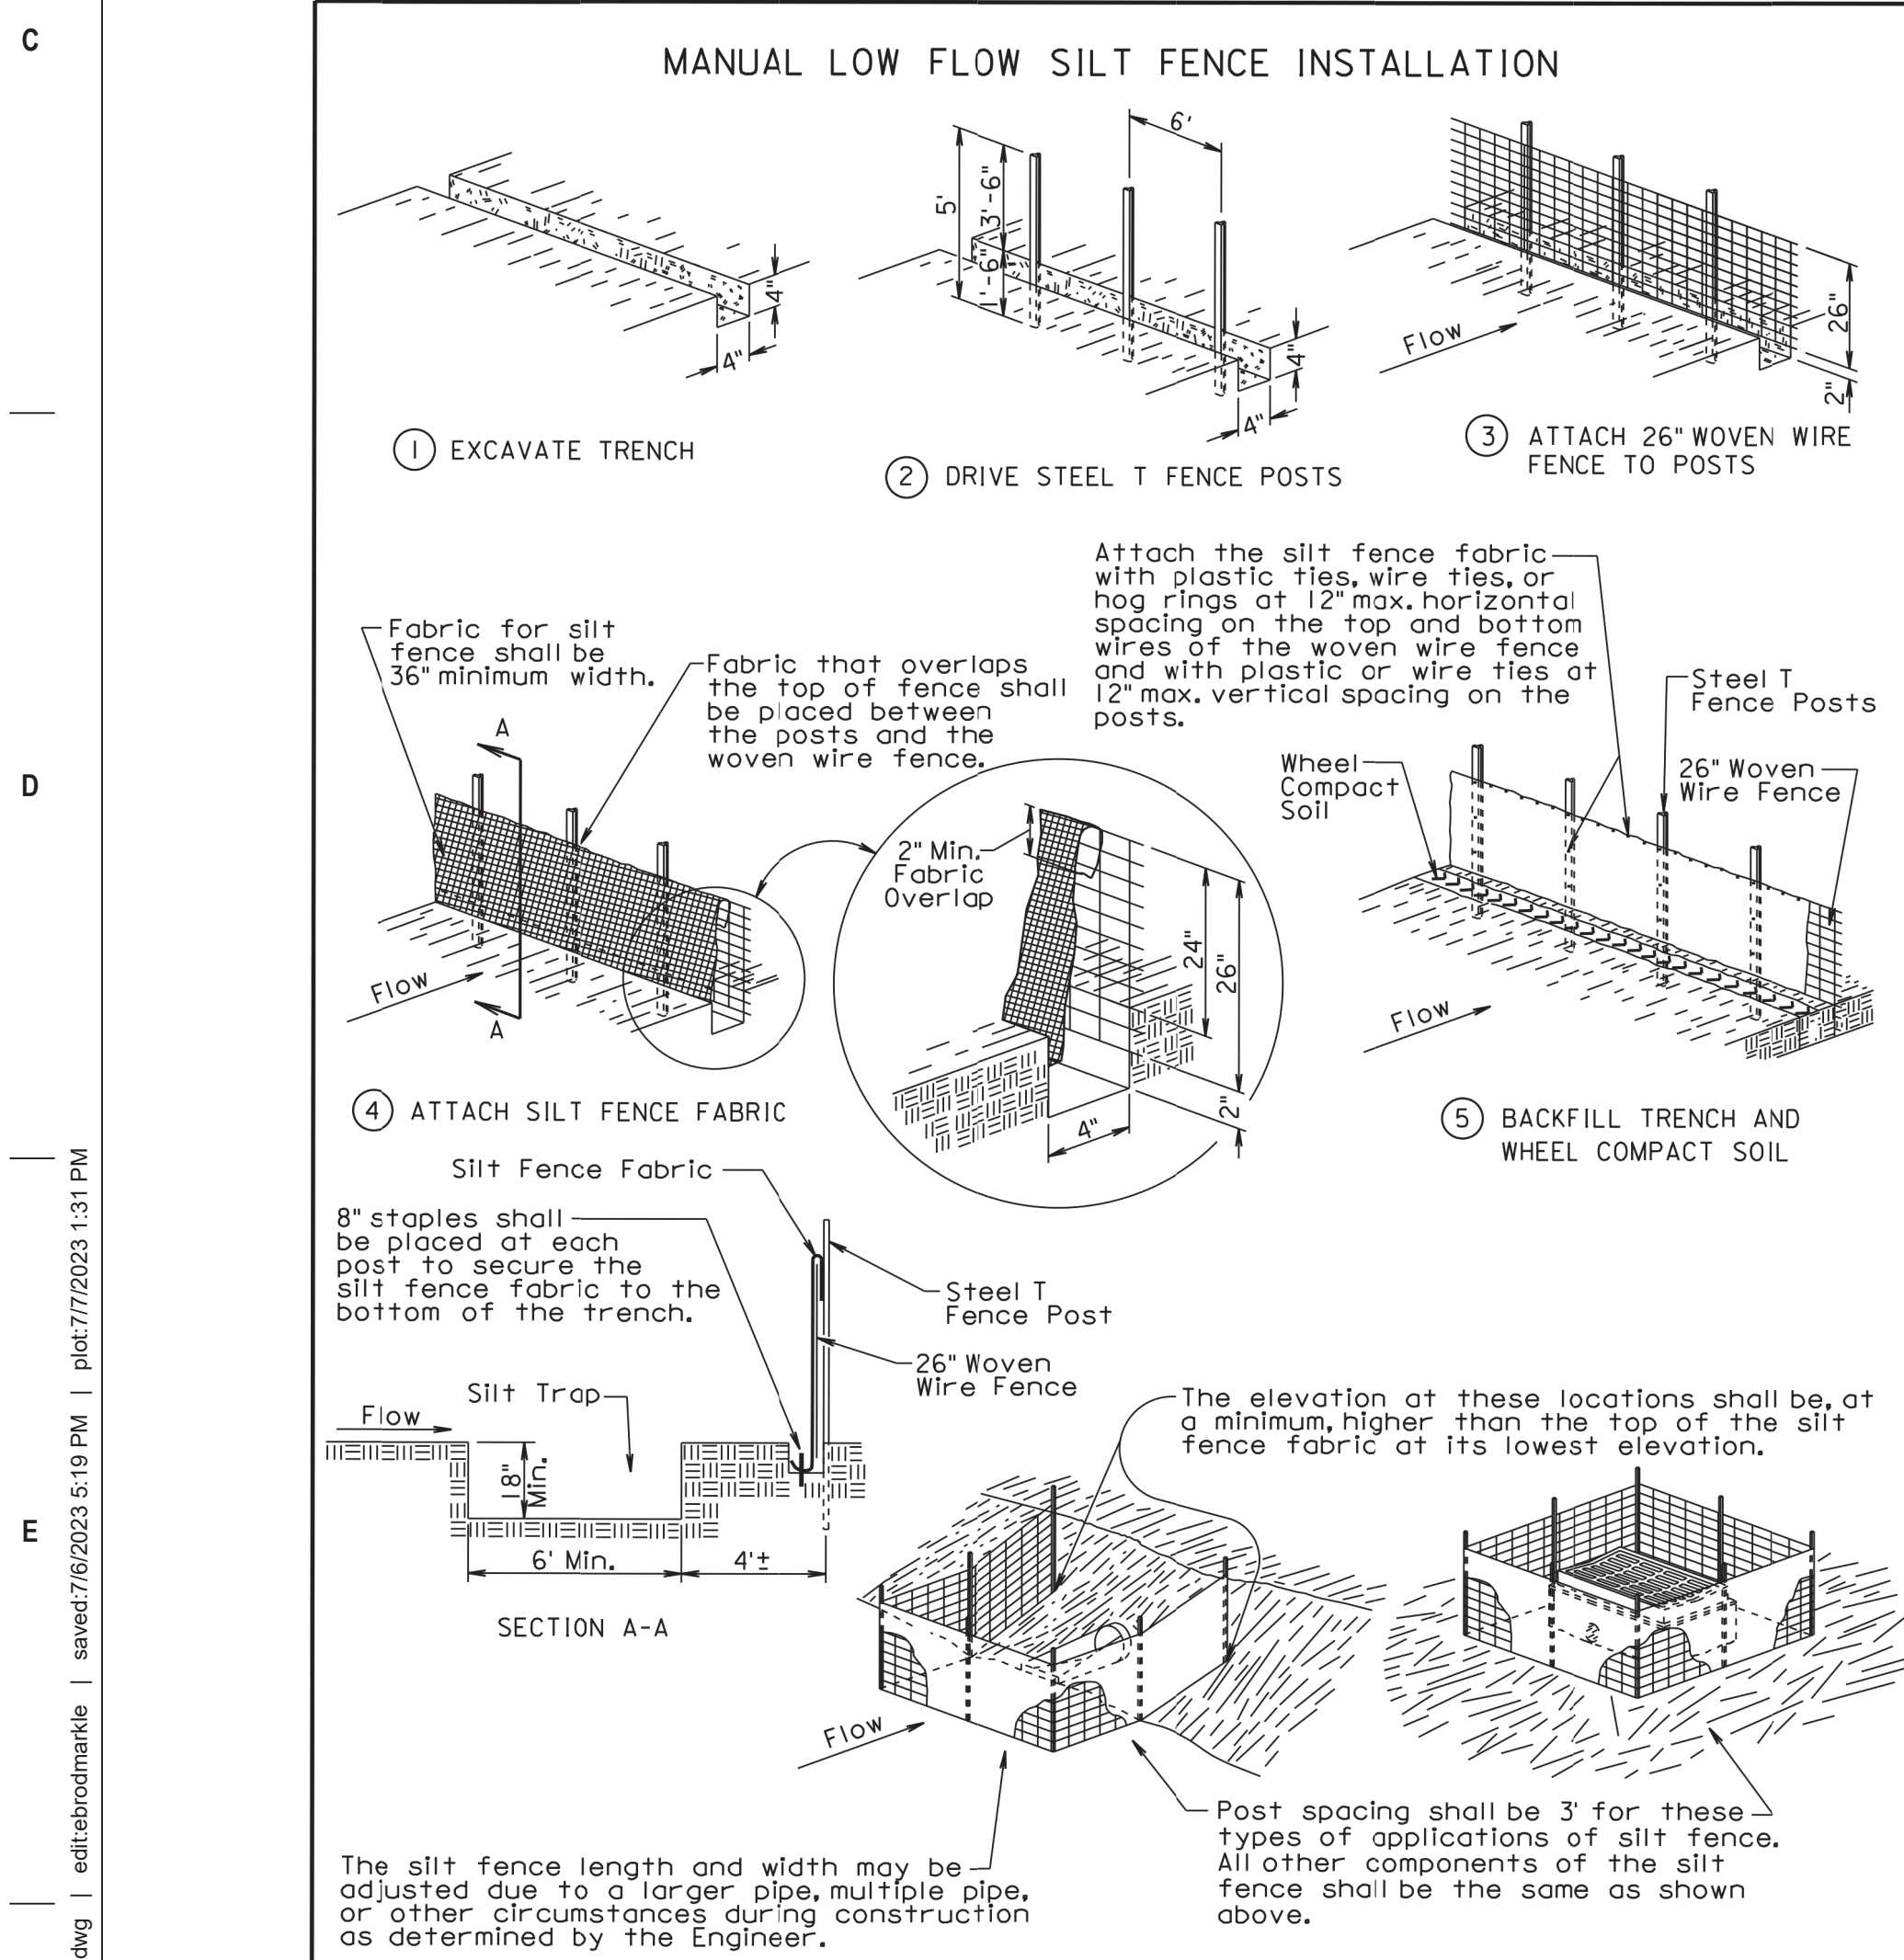 C
MANUAL LOW FLOW SILT FENCE INSTALLATION
4"
4"
1 EXCAVATE TRENCH
5'
3'-6"
1'-6"
6'
4"
4"
2 DRIVE STEEL T FENCE POSTS
Flow
26"
2"
3 ATTACH 26" WOVEN WIRE
FENCE TO POSTS
D
Fabric for silt
fence shall be
36" minimum width.
Fabric that overlaps
the top of fence shall
be placed between
the posts and the
woven wire fence.
A
A
Flow
4 ATTACH SILT FENCE FABRIC
2" Min.
Fabric
Overlap
24"
26"
2"
4"
Attach the silt fence fabric
with plastic ties, wire ties, or
hog rings at 12" max. horizontal
spacing on the top and bottom
wires of the woven wire fence
and with plastic or wire ties at
12" max. vertical spacing on the
posts.
Steel T
Fence Posts
Wheel
Compact
Soil
26" Woven
Wire Fence
Flow
5 BACKFILL TRENCH AND
WHEEL COMPACT SOIL
Silt Fence Fabric
8" staples shall
be placed at each
post to secure the
silt fence fabric to the
bottom of the trench.
Steel T
Fence Post
26" Woven
Wire Fence
Silt Trap
Flow
18"
Min.
6' Min.
4'±
SECTION A-A
E
The elevation at these locations shall be, at
a minimum, higher than the top of the silt
fence fabric at its lowest elevation.
Flow
Post spacing shall be 3' for these
types of applications of silt fence.
All other components of the silt
fence shall be the same as shown
above.
The silt fence length and width may be
adjusted due to a larger pipe, multiple pipe,
or other circumstances during construction
as determined by the Engineer.
dwg | edit:ebrodmarkle | saved:7/6/2023 5:19 PM | plot:7/7/2023 1:31 PM